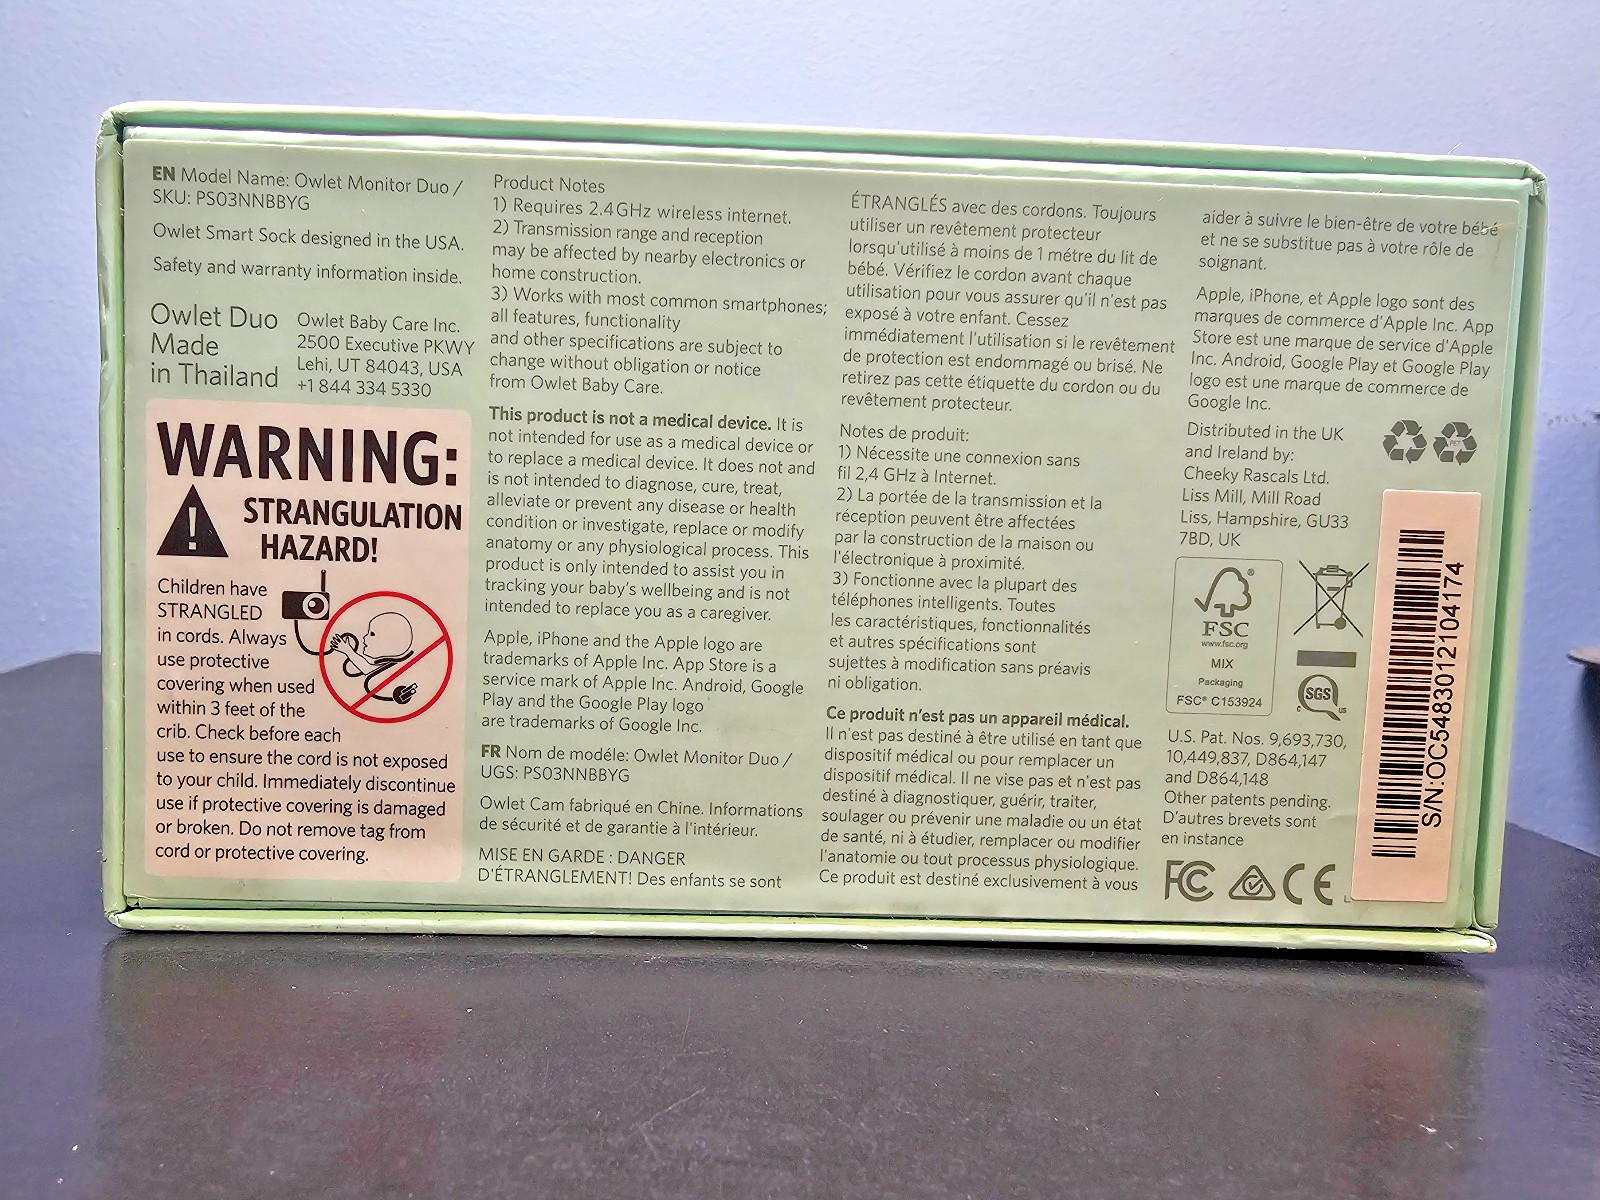 EN Model Name: Owlet Monitor Duo /
SKU: PS03NNBBYG
Owlet Smart Sock designed in the USA.
Safety and warranty information inside.
Owlet Duo
Made
in Thailand
Owlet Baby Care Inc.
2500 Executive PKWY
Lehi, UT 84043, USA
+1 844 334 5330
WARNING:
STRANGULATION
HAZARD!
Children have
STRANGLED
in cords. Always
use protective
covering when used
within 3 feet of the
crib. Check before each
use to ensure the cord is not exposed
to your child. Immediately discontinue
use if protective covering is damaged
or broken. Do not remove tag from
cord or protective covering.
Product Notes
1) Requires 2.4GHz wireless internet.
2) Transmission range and reception
may be affected by nearby electronics or
home construction.
3) Works with most common smartphones;
all features, functionality
and other specifications are subject to
change without obligation or notice
from Owlet Baby Care.
This product is not a medical device. It is
not intended for use as a medical device or
to replace a medical device. It does not and
is not intended to diagnose, cure, treat,
alleviate or prevent any disease or health
condition or investigate, replace or modify
anatomy or any physiological process. This
product is only intended to assist you in
tracking your baby's wellbeing and is not
intended to replace you as a caregiver.
Apple, iPhone and the Apple logo are
trademarks of Apple Inc. App Store is a
service mark of Apple Inc. Android, Google
Play and the Google Play logo
are trademarks of Google Inc.
FR Nom de modéle: Owlet Monitor Duo /
UGS: PS03NNBBYG
Owlet Cam fabriqué en Chine. Informations
de sécurité et de garantie à l'intérieur.
MISE EN GARDE : DANGER
D'ÉTRANGLEMENT! Des enfants se sont
ÉTRANGLÉS avec des cordons. Toujours
utiliser un revêtement protecteur
lorsqu'utilisé à moins de 1 métre du lit de
bébé. Vérifiez le cordon avant chaque
utilisation pour vous assurer qu'il n'est pas
exposé à votre enfant. Cessez
immédiatement l'utilisation si le revêtement
de protection est endommagé ou brisé. Ne
retirez pas cette étiquette du cordon ou du
revêtement protecteur.
Notes de produit:
1) Nécessite une connexion sans
fil 2,4 GHz à Internet.
2) La portée de la transmission et la
réception peuvent être affectées
par la construction de la maison ou
l'électronique à proximité.
3) Fonctionne avec la plupart des
téléphones intelligents. Toutes
les caractéristiques, fonctionnalités
et autres spécifications sont
sujettes à modification sans préavis
ni obligation.
Ce produit n'est pas un appareil médical.
Il n'est pas destiné à être utilisé en tant que
dispositif médical ou pour remplacer un
dispositif médical. Il ne vise pas et n'est pas
destiné à diagnostiquer, guérir, traiter,
soulager ou prévenir une maladie ou un état
de santé, ni à étudier, remplacer ou modifier
l'anatomie ou tout processus physiologique.
Ce produit est destiné exclusivement à vous
aider à suivre le bien-être de votre bébé
et ne se substitue pas à votre rôle de
soignant.
Apple, iPhone, et Apple logo sont des
marques de commerce d'Apple Inc. App
Store est une marque de service d'Apple
Inc. Android, Google Play et Google Play
logo est une marque de commerce de
Google Inc.
Distributed in the UK
and Ireland by:
Cheeky Rascals Ltd.
Liss Mill, Mill Road
Liss, Hampshire, GU33
7BD, UK
PET
FSC
www.fsc.org
MIX
Packaging
FSC® C153924
SGS
C US
U.S. Pat. Nos. 9,693,730,
10,449,837, D864,147
and D864,148
Other patents pending.
D'autres brevets sont
en instance
FC CE
S/N:OC54830112104174